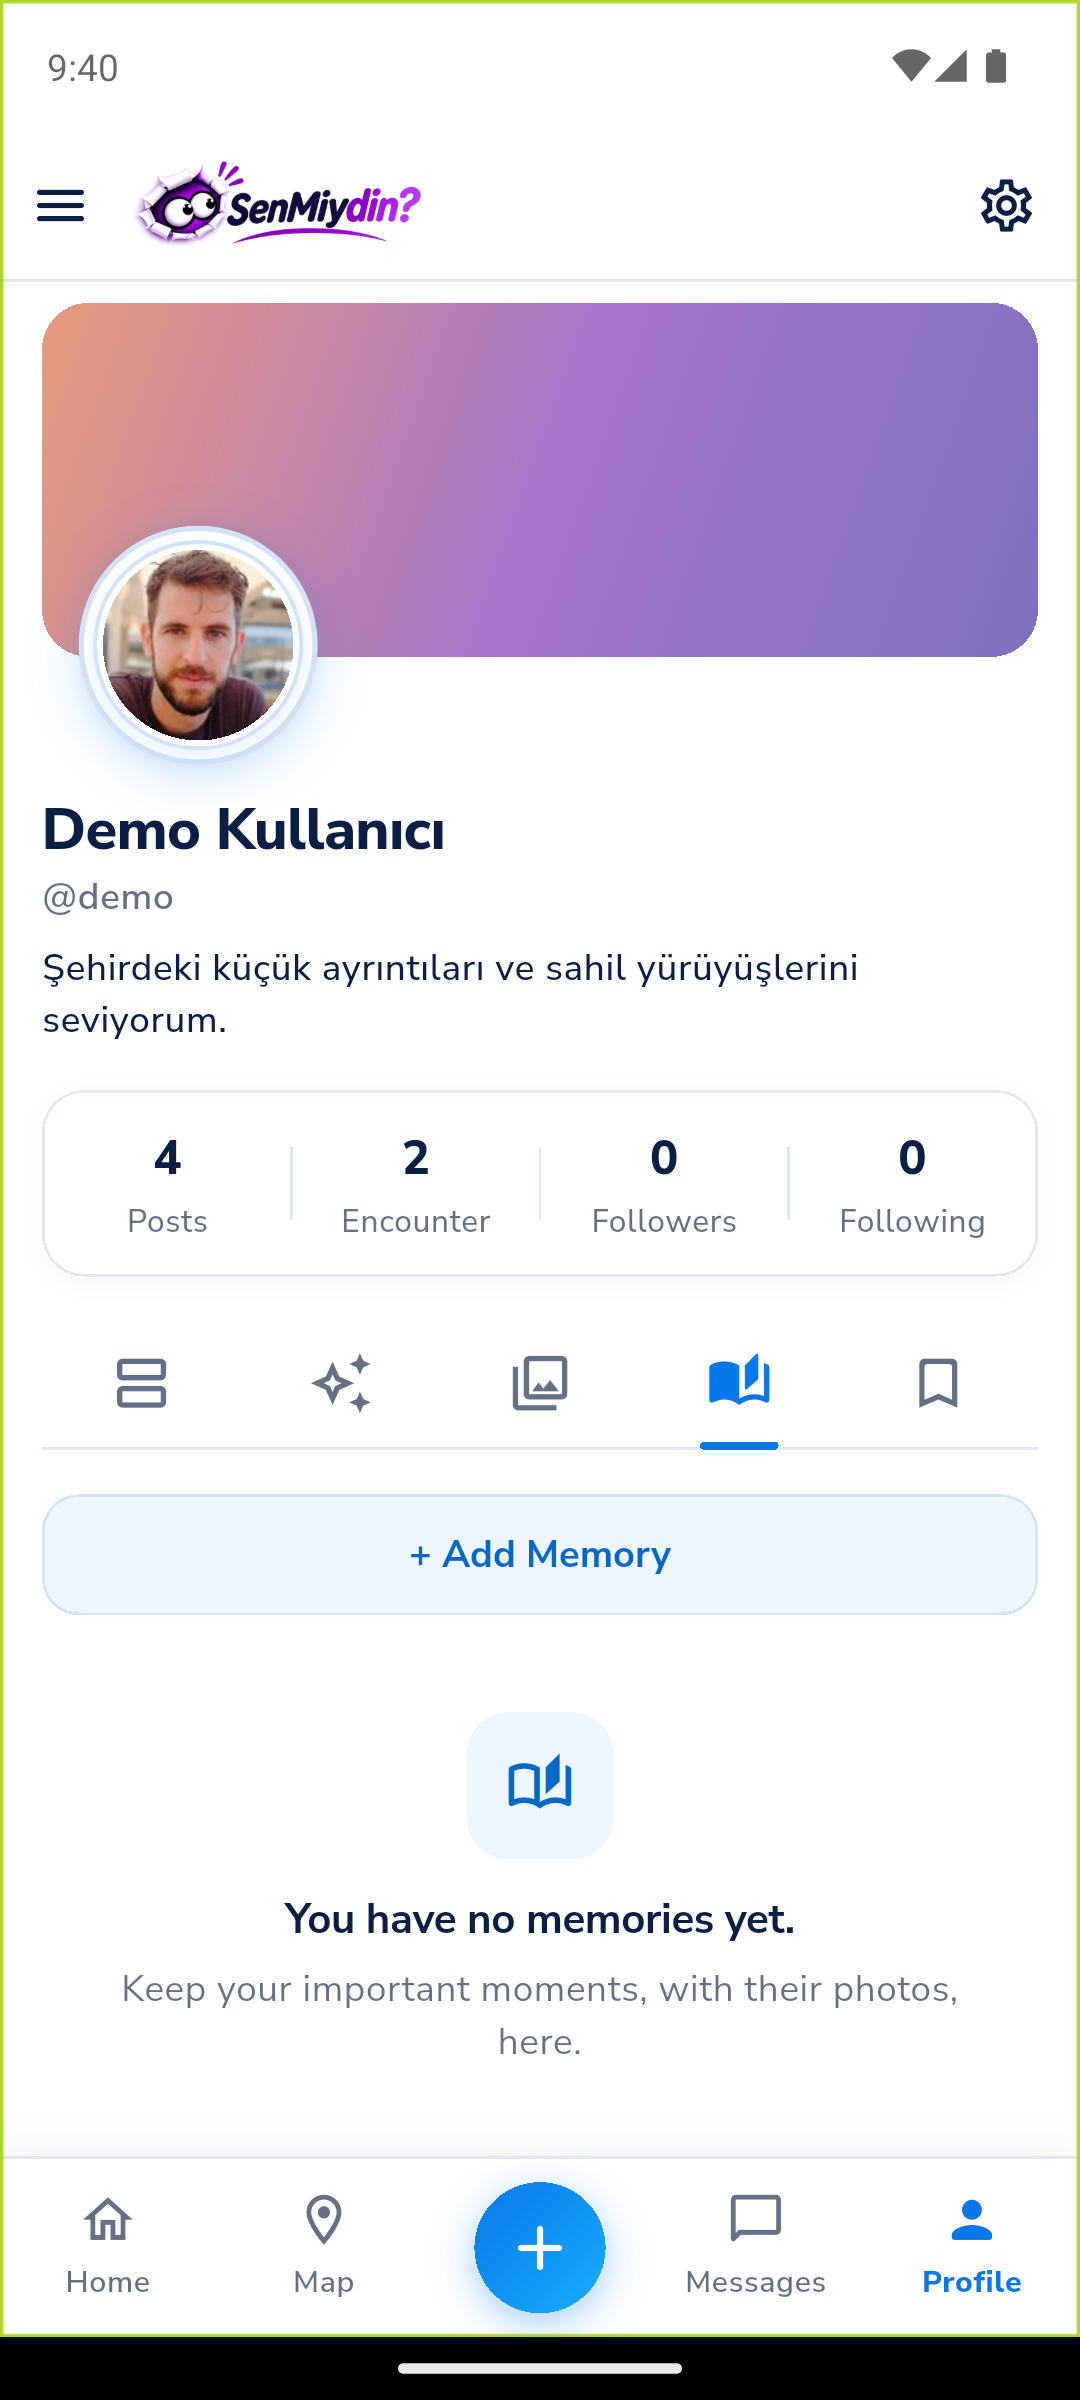 9:40
SenMiydin?
Demo Kullanıcı
@demo
Şehirdeki küçük ayrıntıları ve sahil yürüyüşlerini
seviyorum.
4
Posts
2
Encounter
0
Followers
0
Following
+ Add Memory
You have no memories yet.
Keep your important moments, with their photos,
here.
Home
Map
Messages
Profile